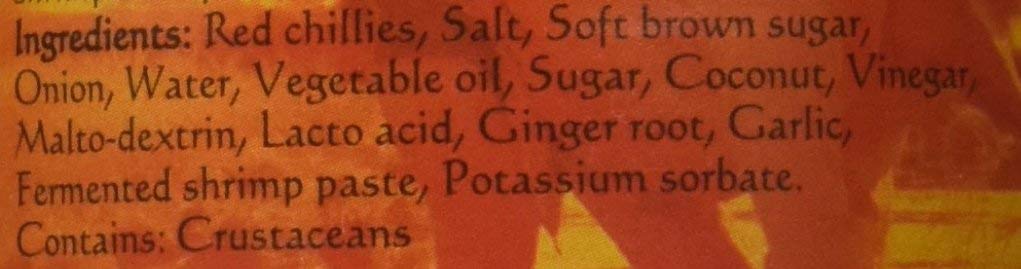 Ingredients: Red chillies, Salt, Soft brown sugar,
Onion, Water, Vegetable oil, Sugar, Coconut, Vinegar,
Malto-dextrin, Lacto acid, Ginger root, Garlic,
Fermented shrimp paste, Potassium sorbate.
Contains: Crustaceans